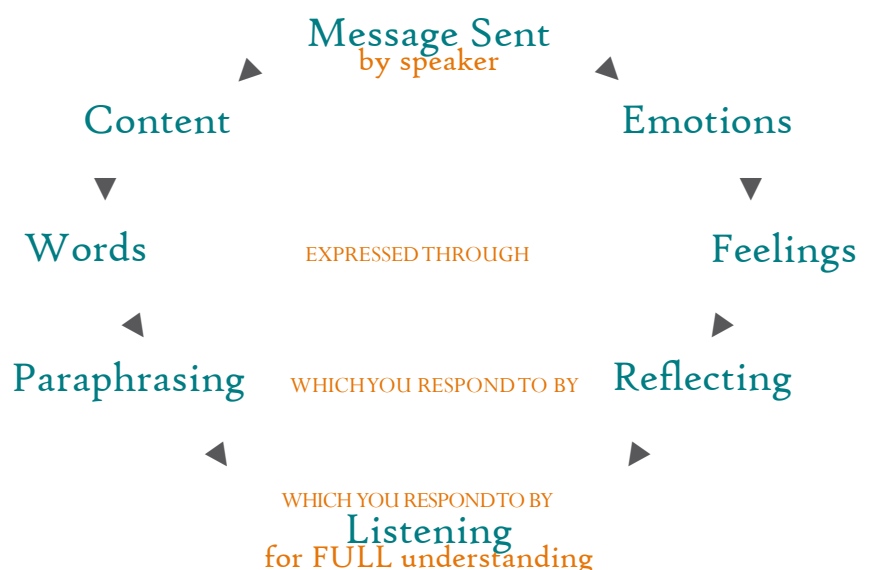 Message Sent
by speaker
Content
Emotions
Words
EXPRESSED THROUGH
Feelings
Paraphrasing
WHICH YOU RESPOND TO BY
Reflecting
WHICH YOU RESPOND TO BY
Listening
for FULL understanding